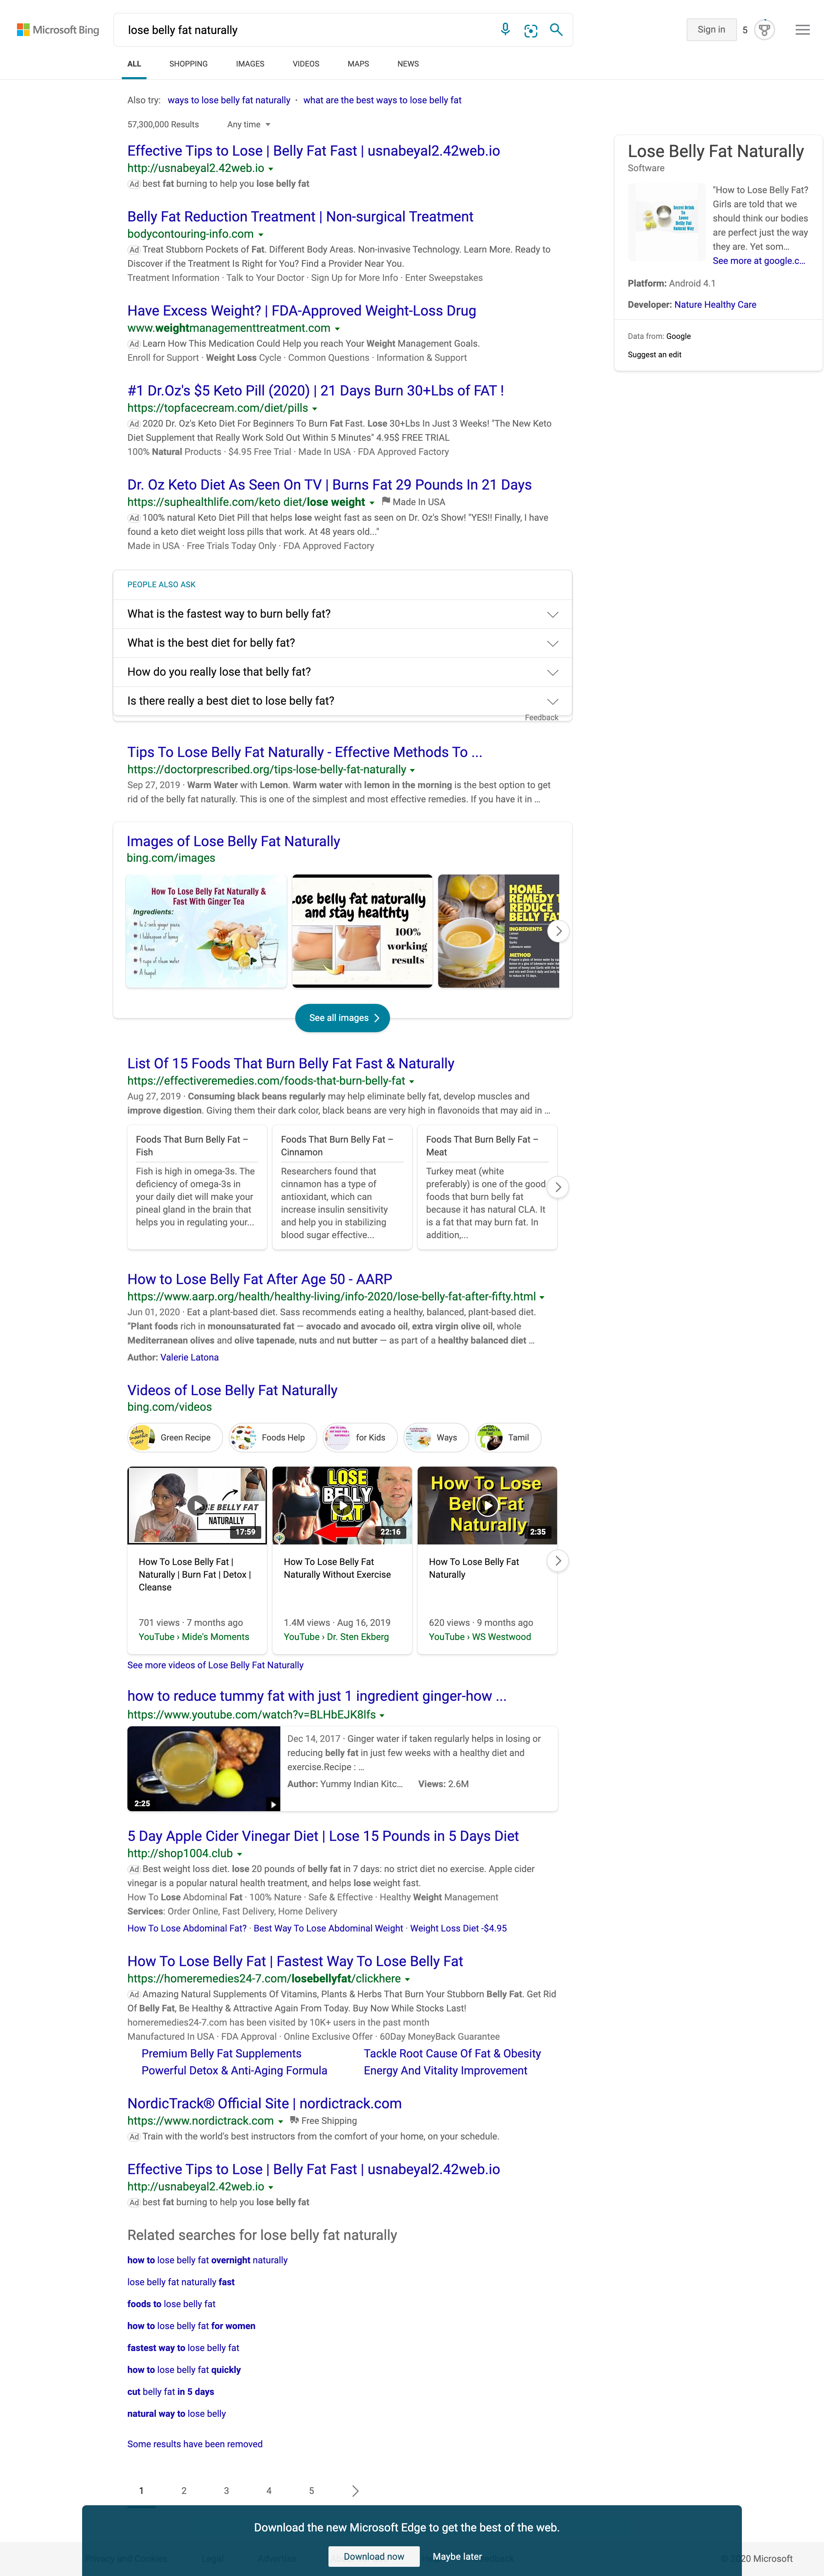 Microsoft Bing
lose belly fat naturally
Sign in
5
ALL
SHOPPING
IMAGES
VIDEOS
MAPS
NEWS
Also try: ways to lose belly fat naturally · what are the best ways to lose belly fat
57,300,000 Results
Any time
Effective Tips to Lose | Belly Fat Fast | usnabeyal2.42web.io
http://usnabeyal2.42web.io
Ad best fat burning to help you lose belly fat
Belly Fat Reduction Treatment | Non-surgical Treatment
bodycontouring-info.com
Ad Treat Stubborn Pockets of Fat. Different Body Areas. Non-invasive Technology. Learn More. Ready to
Discover if the Treatment Is Right for You? Find a Provider Near You.
Treatment Information · Talk to Your Doctor · Sign Up for More Info · Enter Sweepstakes
Have Excess Weight? | FDA-Approved Weight-Loss Drug
www.weightmanagementtreatment.com
Ad Learn How This Medication Could Help you Reach your Weight Management Goals.
Enroll for Support · Weight Loss Cycle · Common Questions · Information & Support
#1 Dr.Oz's $5 Keto Pill (2020) | 21 Days Burn 30+Lbs of FAT !
https://topfacecream.com/diet/pills
Ad 2020 Dr. Oz's Keto Diet For Beginners To Burn Fat Fast. Lose 30+Lbs In Just 3 Weeks! "The New Keto
Diet Supplement that Really Work Sold Out Within 5 Minutes" 4.95$ FREE TRIAL
100% Natural Products · $4.95 Free Trial · Made In USA · FDA Approved Factory
Dr. Oz Keto Diet As Seen On TV | Burns Fat 29 Pounds In 21 Days
https://suphealthlife.com/keto diet/lose weight
Made In USA
Ad 100% natural Keto Diet Pill that helps lose weight fast as seen on Dr. Oz's Show! "YES!! Finally, I have
found a keto diet weight loss pills that work. At 48 years old..."
Made in USA · Free Trials Today Only · FDA Approved Factory
Lose Belly Fat Naturally
Software
"How to Lose Belly Fat?
Girls are told that we
should think our bodies
are perfect just the way
they are. Yet som...
See more at google.c...
Platform: Android 4.1
Developer: Nature Healthy Care
Data from: Google
Suggest an edit
PEOPLE ALSO ASK
What is the fastest way to burn belly fat?
What is the best diet for belly fat?
How do you really lose that belly fat?
Is there really a best diet to lose belly fat?
Feedback
Tips To Lose Belly Fat Naturally - Effective Methods To ...
https://doctorprescribed.org/tips-lose-belly-fat-naturally
Sep 27, 2019 · Warm Water with Lemon. Warm water with lemon in the morning is the best option to get
rid of the belly fat naturally. This is one of the simplest and most effective remedies. If you have it in ...
Images of Lose Belly Fat Naturally
bing.com/images
How To Lose Belly Fat Naturally &
Fast With Ginger Tea
Ingredients:
A lemon
4 cups of clean water
A teapot
ose belly fat naturally
and stay healthty
100%
working
results
HOME
REMEDY T
REDUCE
BELLY FA
INGREDIENTS
METHOD
See all images
List Of 15 Foods That Burn Belly Fat Fast & Naturally
https://effectiveremedies.com/foods-that-burn-belly-fat
Aug 27, 2019 · Consuming black beans regularly may help eliminate belly fat, develop muscles and
improve digestion. Giving them their dark color, black beans are very high in flavonoids that may aid in ...
Foods That Burn Belly Fat –
Fish
Fish is high in omega-3s. The
deficiency of omega-3s in
your daily diet will make your
pineal gland in the brain that
helps you in regulating your...
Foods That Burn Belly Fat –
Cinnamon
Researchers found that
cinnamon has a type of
antioxidant, which can
increase insulin sensitivity
and help you in stabilizing
blood sugar effective...
Foods That Burn Belly Fat –
Meat
Turkey meat (white
preferably) is one of the good
foods that burn belly fat
because it has natural CLA. It
is a fat that may burn fat. In
addition,...
How to Lose Belly Fat After Age 50 - AARP
https://www.aarp.org/health/healthy-living/info-2020/lose-belly-fat-after-fifty.html
Jun 01, 2020 · Eat a plant-based diet. Sass recommends eating a healthy, balanced, plant-based diet.
"Plant foods rich in monounsaturated fat — avocado and avocado oil, extra virgin olive oil, whole
Mediterranean olives and olive tapenade, nuts and nut butter — as part of a healthy balanced diet ...
Author: Valerie Latona
Videos of Lose Belly Fat Naturally
bing.com/videos
Green Recipe
Foods Help
for Kids
Ways
Tamil
SE BELLY FAT
NATURALLY
17:59
LOSE
BELLY
FAT
22:16
How To Lose
Belly Fat
Naturally
2:35
How To Lose Belly Fat |
Naturally | Burn Fat | Detox |
Cleanse
701 views · 7 months ago
YouTube › Mide's Moments
How To Lose Belly Fat
Naturally Without Exercise
1.4M views · Aug 16, 2019
YouTube › Dr. Sten Ekberg
How To Lose Belly Fat
Naturally
620 views · 9 months ago
YouTube › WS Westwood
See more videos of Lose Belly Fat Naturally
how to reduce tummy fat with just 1 ingredient ginger-how ...
https://www.youtube.com/watch?v=BLHbEJK8lfs
2:25
Dec 14, 2017 · Ginger water if taken regularly helps in losing or
reducing belly fat in just few weeks with a healthy diet and
exercise.Recipe : ...
Author: Yummy Indian Kitc... Views: 2.6M
5 Day Apple Cider Vinegar Diet | Lose 15 Pounds in 5 Days Diet
http://shop1004.club
Ad Best weight loss diet. lose 20 pounds of belly fat in 7 days: no strict diet no exercise. Apple cider
vinegar is a popular natural health treatment, and helps lose weight fast.
How To Lose Abdominal Fat · 100% Nature · Safe & Effective · Healthy Weight Management
Services: Order Online, Fast Delivery, Home Delivery
How To Lose Abdominal Fat? · Best Way To Lose Abdominal Weight · Weight Loss Diet -$4.95
How To Lose Belly Fat | Fastest Way To Lose Belly Fat
https://homeremedies24-7.com/losebellyfat/clickhere
Ad Amazing Natural Supplements Of Vitamins, Plants & Herbs That Burn Your Stubborn Belly Fat. Get Rid
Of Belly Fat, Be Healthy & Attractive Again From Today. Buy Now While Stocks Last!
homeremedies24-7.com has been visited by 10K+ users in the past month
Manufactured In USA · FDA Approval · Online Exclusive Offer · 60Day MoneyBack Guarantee
Premium Belly Fat Supplements
Tackle Root Cause Of Fat & Obesity
Powerful Detox & Anti-Aging Formula
Energy And Vitality Improvement
NordicTrack® Official Site | nordictrack.com
https://www.nordictrack.com
Free Shipping
Ad Train with the world's best instructors from the comfort of your home, on your schedule.
Effective Tips to Lose | Belly Fat Fast | usnabeyal2.42web.io
http://usnabeyal2.42web.io
Ad best fat burning to help you lose belly fat
Related searches for lose belly fat naturally
how to lose belly fat overnight naturally
lose belly fat naturally fast
foods to lose belly fat
how to lose belly fat for women
fastest way to lose belly fat
how to lose belly fat quickly
cut belly fat in 5 days
natural way to lose belly
Some results have been removed
1 2 3 4 5
Download the new Microsoft Edge to get the best of the web.
Download now
Maybe later
20 Microsoft